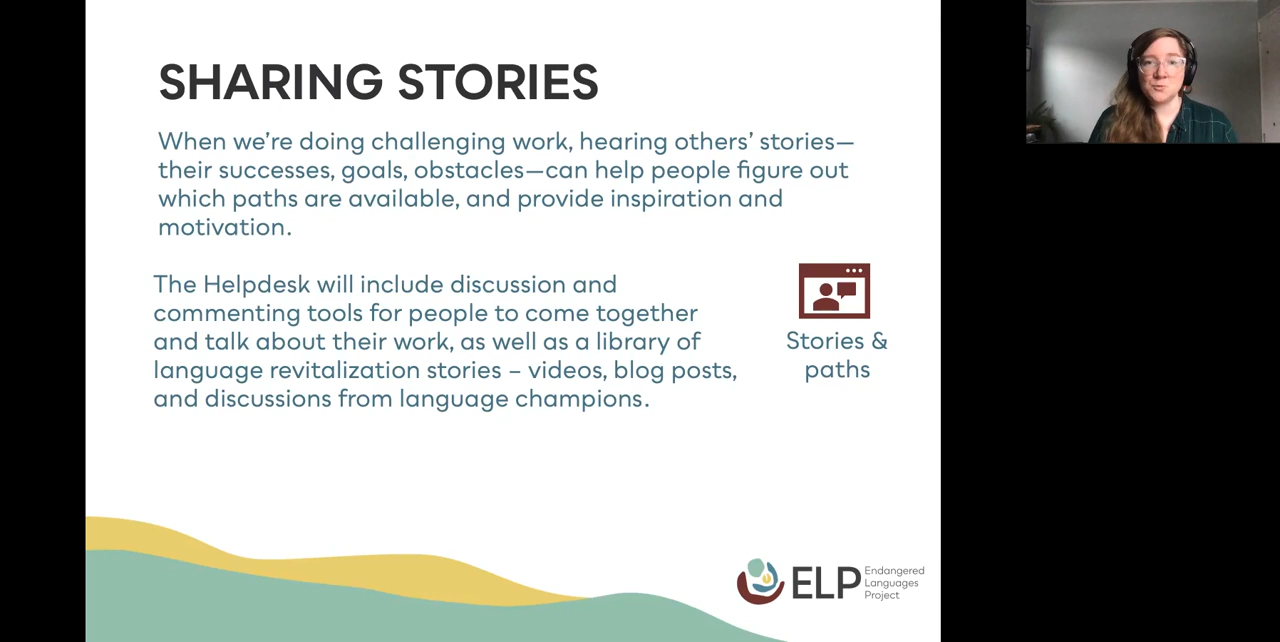 SHARING STORIES
When we’re doing challenging work, hearing others’ stories—
their successes, goals, obstacles—can help people figure out
which paths are available, and provide inspiration and
motivation.
The Helpdesk will include discussion and
commenting tools for people to come together
and talk about their work, as well as a library of
language revitalization stories – videos, blog posts,
and discussions from language champions.
Stories &
paths
ELP
Endangered
Languages
Project